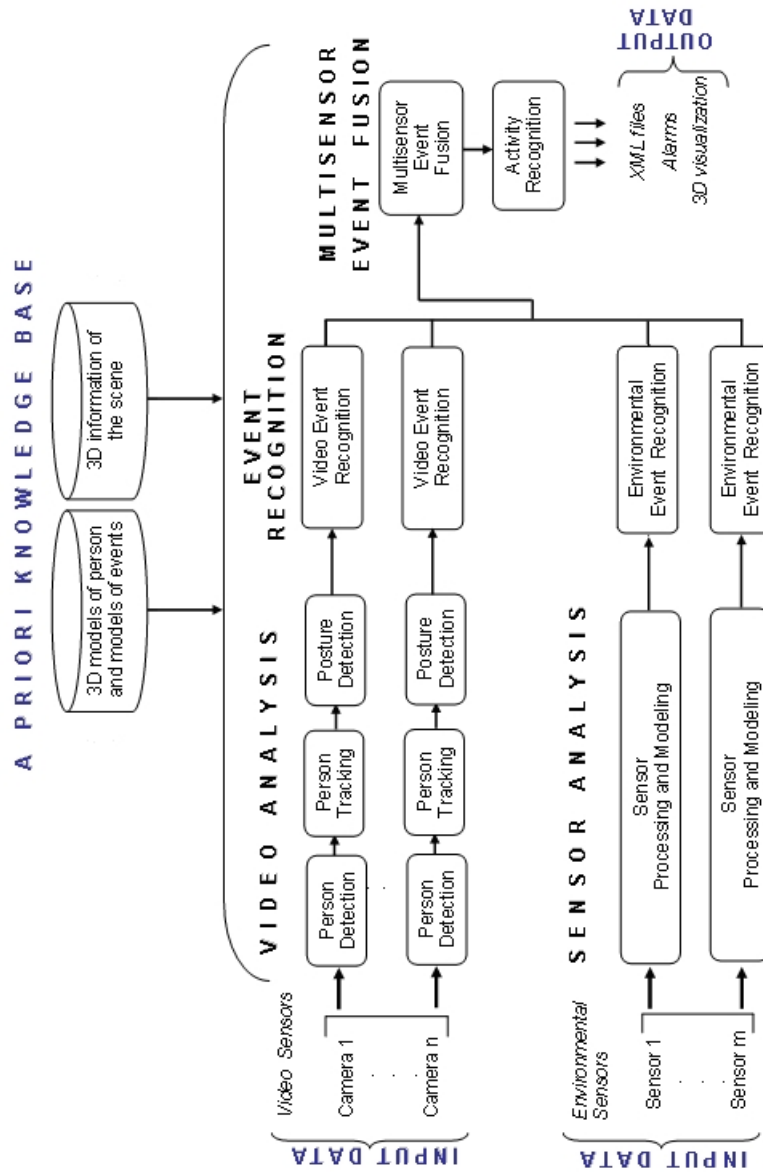 A PRIORI KNOWLEDGE BASE
3D models of person
and models of events
3D information of
the scene
VIDEO ANALYSIS
EVENT
RECOGNITION
MULTISENSOR
EVENT FUSION
Video Sensors
Camera 1
Person
Detection
Person
Tracking
Posture
Detection
Video Event
Recognition
Camera n
Person
Detection
Person
Tracking
Posture
Detection
Video Event
Recognition
INPUT DATA
Multisensor
Event
Fusion
Activity
Recognition
XML files
Alarms
3D visualization
OUTPUT
DATA
SENSOR ANALYSIS
Environmental
Sensors
Sensor 1
Sensor
Processing and Modeling
Environmental
Event Recognition
Sensor m
Sensor
Processing and Modeling
Environmental
Event Recognition
INPUT DATA